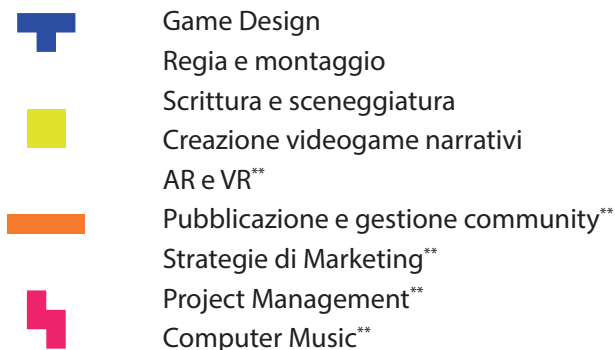 Game Design
Regia e montaggio
Scrittura e sceneggiatura
Creazione videogame narrativi
AR e VR**
Pubblicazione e gestione community**
Strategie di Marketing**
Project Management**
Computer Music**